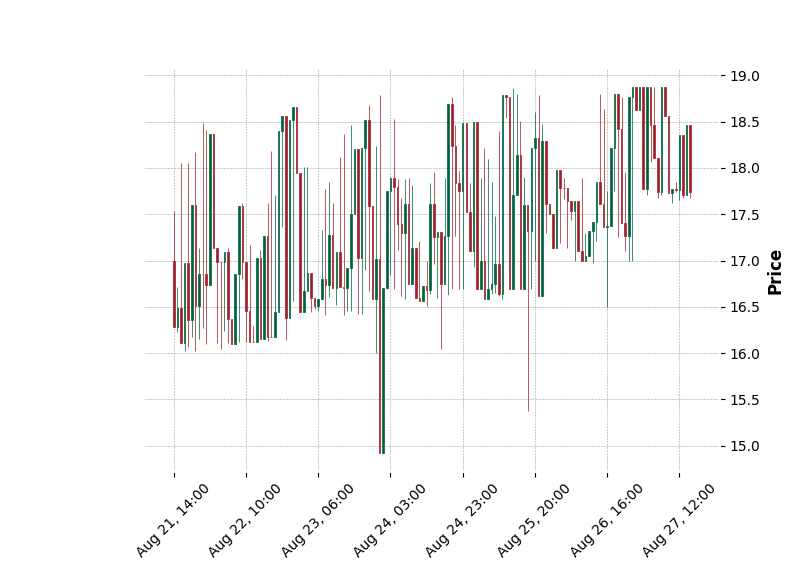 19.0
18.5
18.0
17.5
17.0
16.5
16.0
15.5
15.0
Price
Aug 21, 14:00
Aug 22, 10:00
Aug 23, 06:00
Aug 24, 03:00
Aug 24, 23:00
Aug 25, 20:00
Aug 26, 16:00
Aug 27, 12:00